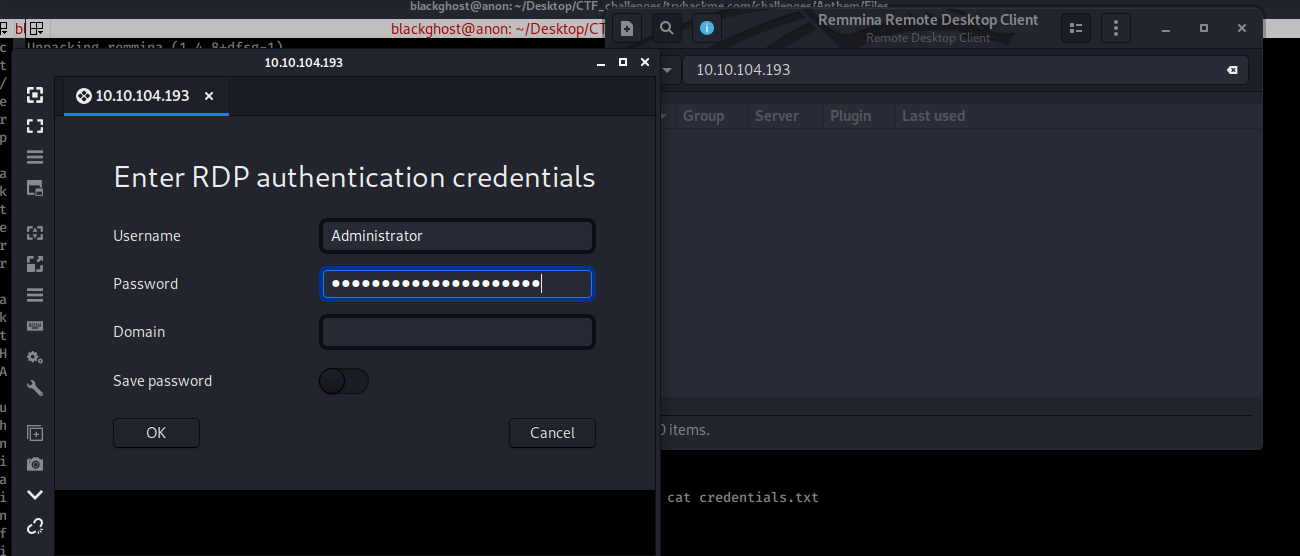 blackghost@anon: ~/Desktop/CTF_challenges/tryhackme.com/challenges/Anthem/Files
blackghost@anon: ~/Desktop/CTF
Unpacking remmina (1.4.8+dfsg-1)
Remmina Remote Desktop Client
Remote Desktop Client
10.10.104.193
Group Server Plugin Last used
0 items.
10.10.104.193
10.10.104.193
Enter RDP authentication credentials
Username Administrator
Password ●●●●●●●●●●●●●●●●●●●●●
Domain
Save password
OK Cancel
cat credentials.txt